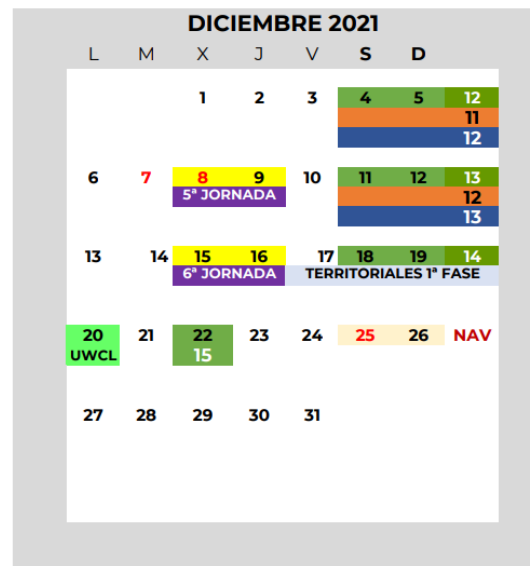 DICIEMBRE 2021
L M X J V S D
1 2 3 4 5 12
11
12
6 7 8 9 10 11 12 13
5ª JORNADA 12
13
13 14 15 16 17 18 19 14
6ª JORNADA TERRITORIALES 1ª FASE
20 21 22 23 24 25 26 NAV
UWCL 15
27 28 29 30 31